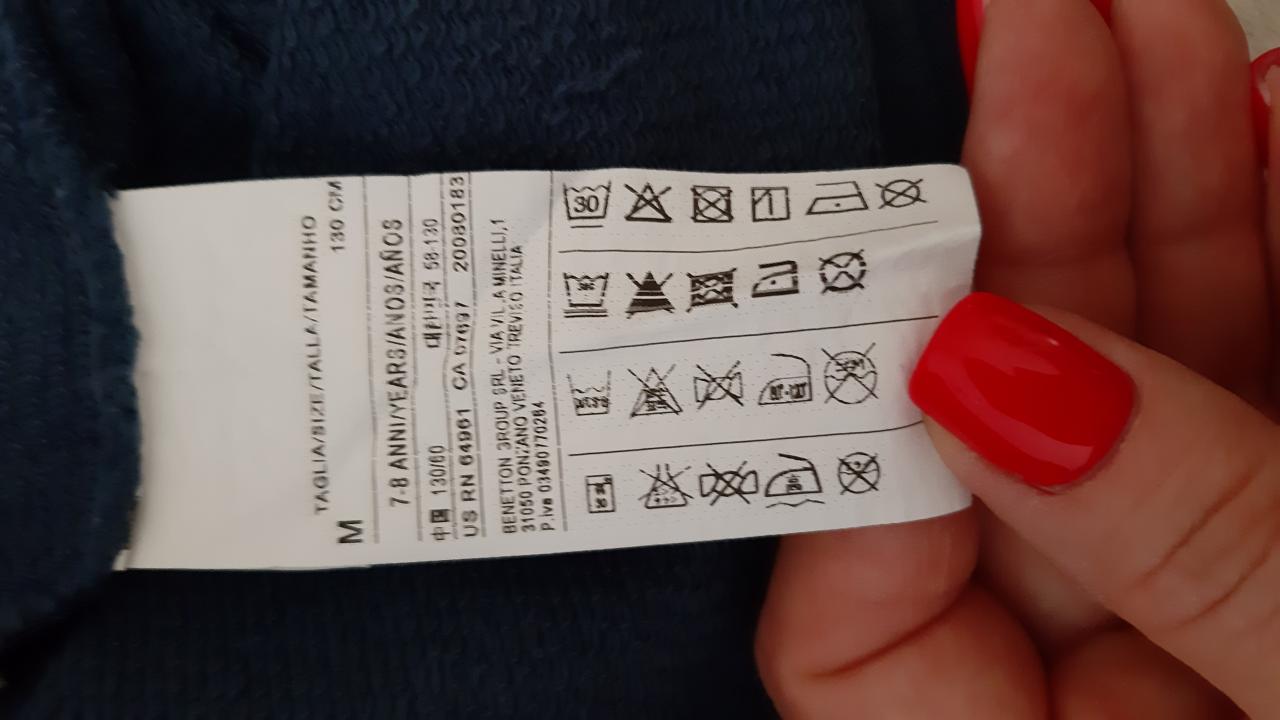 TAGLIA/SIZE/TALLA/TAMANHO
M 130 CM
7-8 ANNI/YEARS/ANOS/AÑOS
中国 130/60 대한민국 58-130
US RN 64961 CA 07697 20080183
BENETTON GROUP SRL - VIA VILLA MINELLI,1
31050 PONZANO VENETO TREVISO ITALIA
P.iva 0349077026​4
30